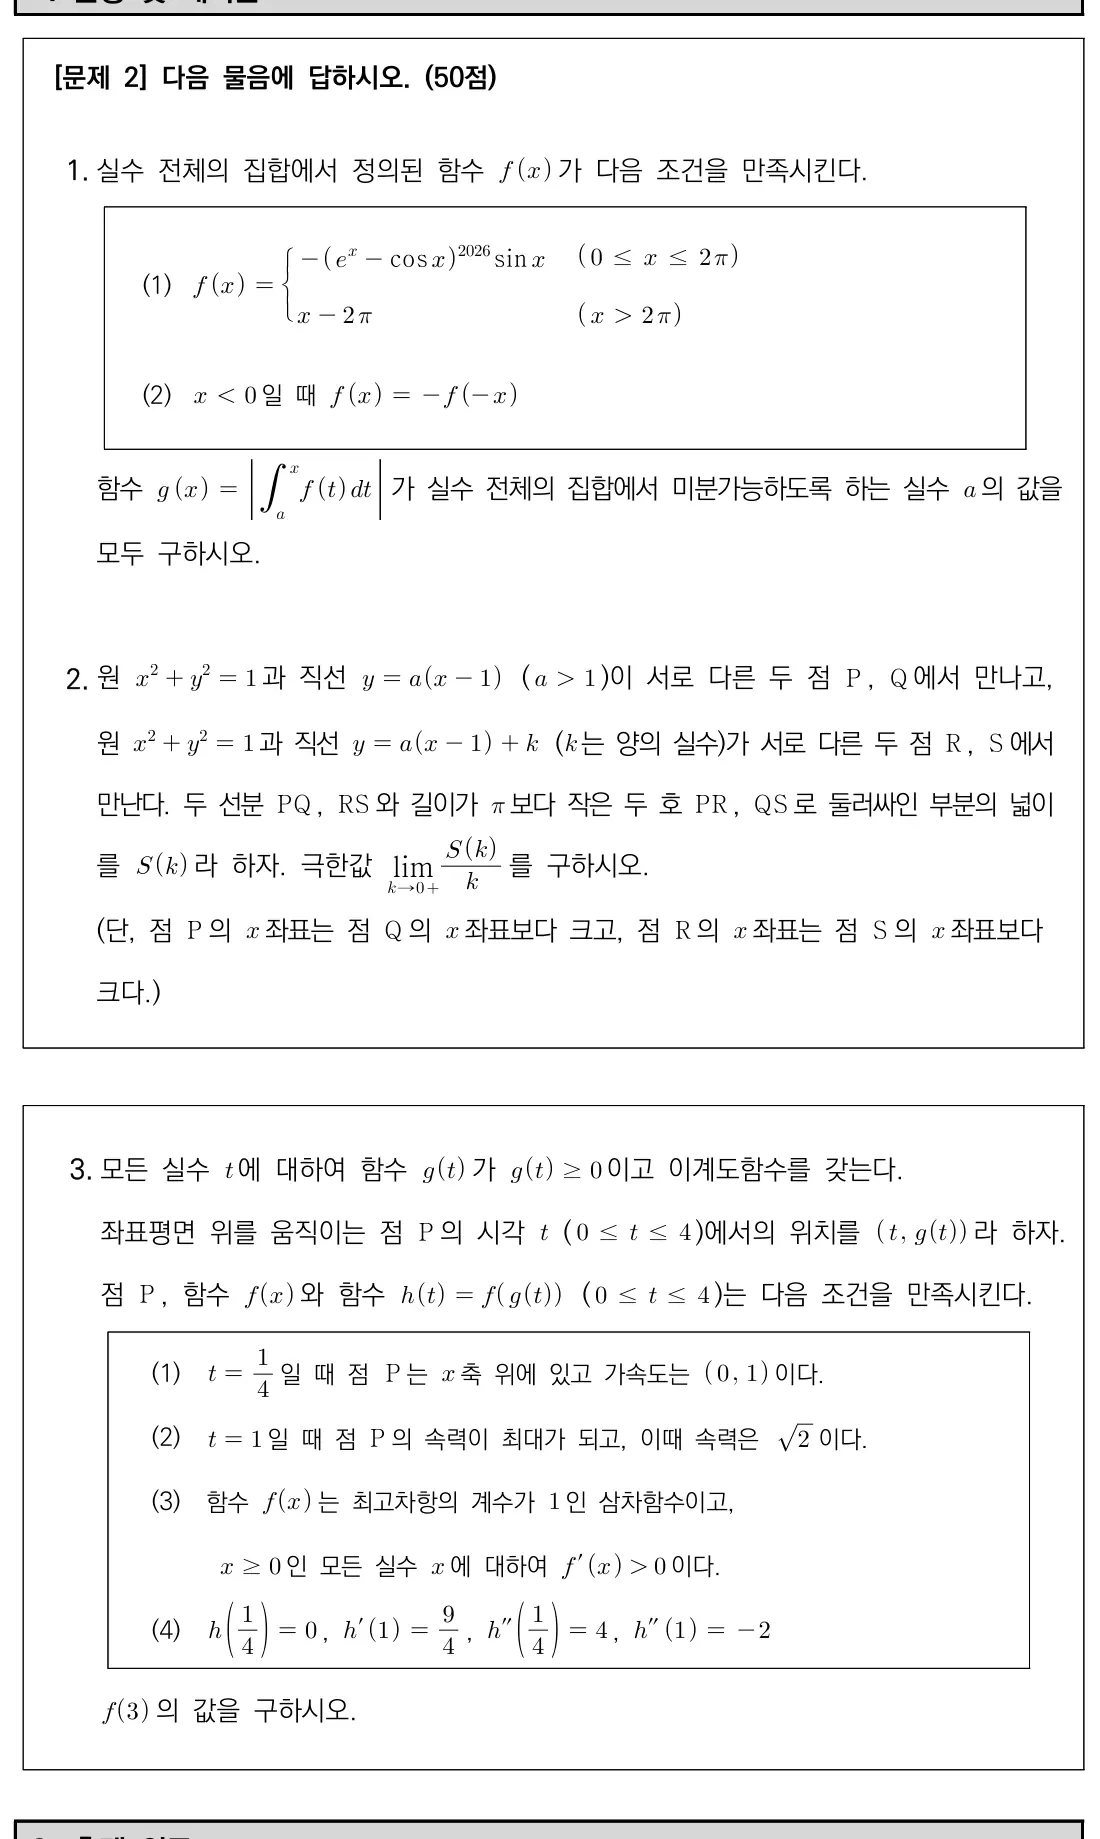 [문제 2] 다음 물음에 답하시오. (50점)
1. 실수 전체의 집합에서 정의된 함수 f(x)가 다음 조건을 만족시킨다.
(1) f(x) = { -(e^x - cos x)^2026 sin x (0 ≤ x ≤ 2π)
x - 2π (x > 2π)
(2) x < 0일 때 f(x) = -f(-x)
함수 g(x) = |∫_a^x f(t)dt| 가 실수 전체의 집합에서 미분가능하도록 하는 실수 a의 값을
모두 구하시오.
2. 원 x² + y² = 1과 직선 y = a(x - 1) (a > 1)이 서로 다른 두 점 P, Q에서 만나고,
원 x² + y² = 1과 직선 y = a(x - 1) + k (k는 양의 실수)가 서로 다른 두 점 R, S에서
만난다. 두 선분 PQ, RS와 길이가 π보다 작은 두 호 PR, QS로 둘러싸인 부분의 넓이
를 S(k)라 하자. 극한값 lim_{k→0+} S(k)/k 를 구하시오.
(단, 점 P의 x좌표는 점 Q의 x좌표보다 크고, 점 R의 x좌표는 점 S의 x좌표보다
크다.)
3. 모든 실수 t에 대하여 함수 g(t)가 g(t) ≥ 0이고 이계도함수를 갖는다.
좌표평면 위를 움직이는 점 P의 시각 t (0 ≤ t ≤ 4)에서의 위치를 (t, g(t))라 하자.
점 P, 함수 f(x)와 함수 h(t) = f(g(t)) (0 ≤ t ≤ 4)는 다음 조건을 만족시킨다.
(1) t = 1/4 일 때 점 P는 x축 위에 있고 가속도는 (0, 1)이다.
(2) t = 1일 때 점 P의 속력이 최대가 되고, 이때 속력은 √2이다.
(3) 함수 f(x)는 최고차항의 계수가 1인 삼차함수이고,
x ≥ 0인 모든 실수 x에 대하여 f′(x) > 0이다.
(4) h(1/4) = 0, h′(1) = 9/4, h″(1/4) = 4, h″(1) = -2
f(3)의 값을 구하시오.